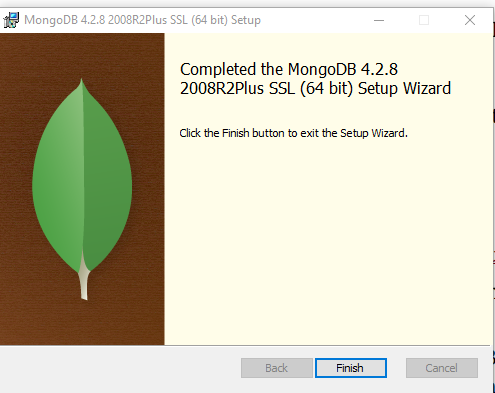 MongoDB 4.2.8 2008R2Plus SSL (64 bit) Setup
Completed the MongoDB 4.2.8
2008R2Plus SSL (64 bit) Setup Wizard
Click the Finish button to exit the Setup Wizard.
Back Finish Cancel